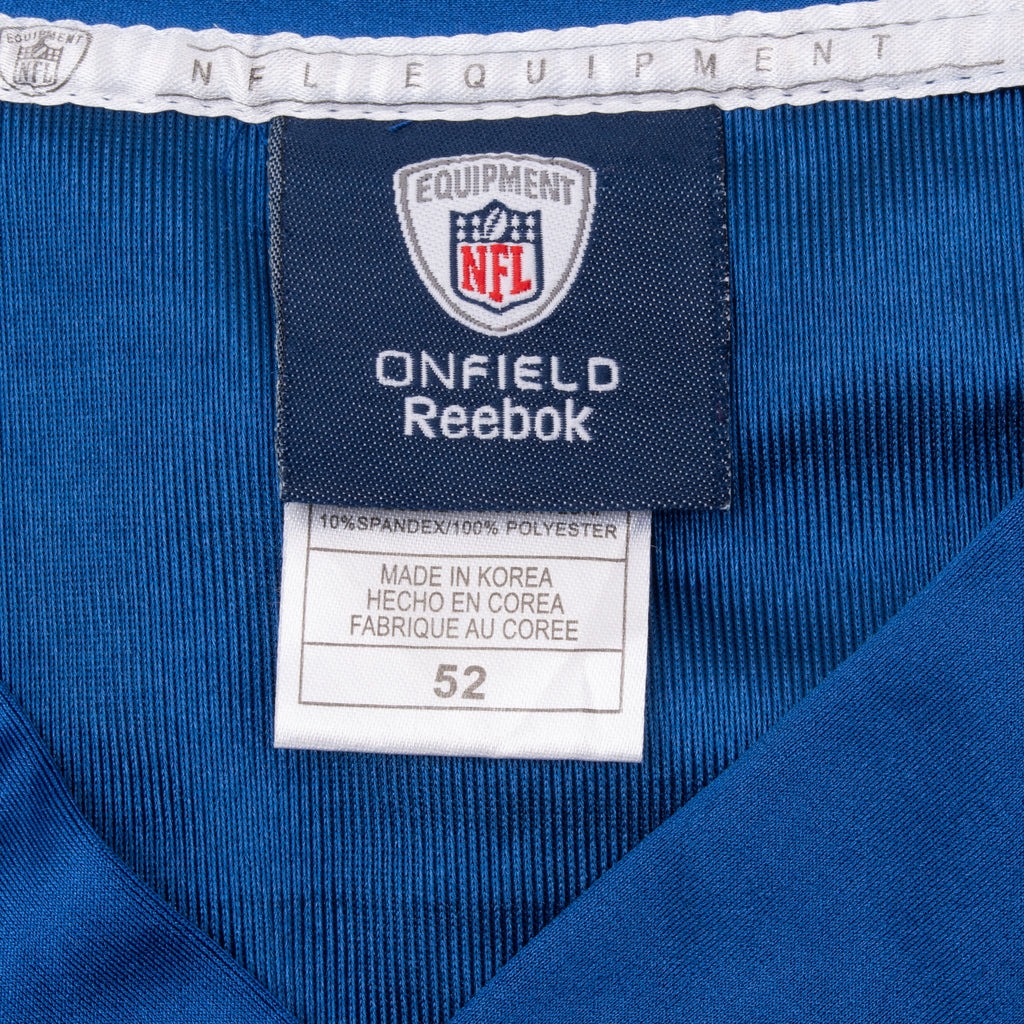 EQUIPMENT
NFL
NFL EQUIPMENT
EQUIPMENT
NFL
ONFIELD
Reebok
10%SPANDEX/100% POLYESTER
MADE IN KOREA
HECHO EN COREA
FABRIQUE AU COREE
52